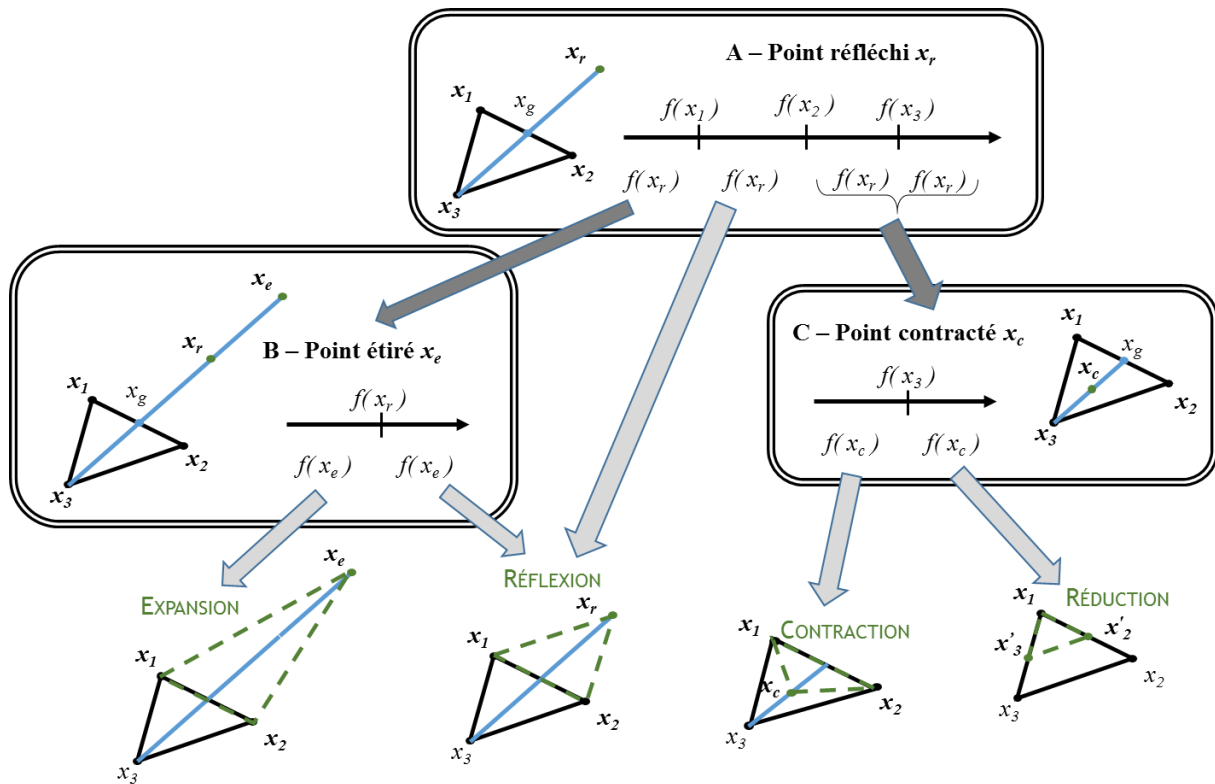 A – Point réfléchi x_r
x_r
x_1
x_g
x_2
x_3
f(x_1) f(x_2) f(x_3)
f(x_r) f(x_r) f(x_r) f(x_r)
B – Point étiré x_e
x_e
x_r
x_1
x_g
x_2
x_3
f(x_r)
f(x_e) f(x_e)
C – Point contracté x_c
f(x_3)
f(x_c) f(x_c)
x_1
x_g
x_c
x_2
x_3
EXPANSION
x_e
x_1
x_2
x_3
RÉFLEXION
x_r
x_1
x_2
x_3
CONTRACTION
x_1
x_c
x_2
x_3
RÉDUCTION
x_1
x'_2
x'_3
x_2
x_3